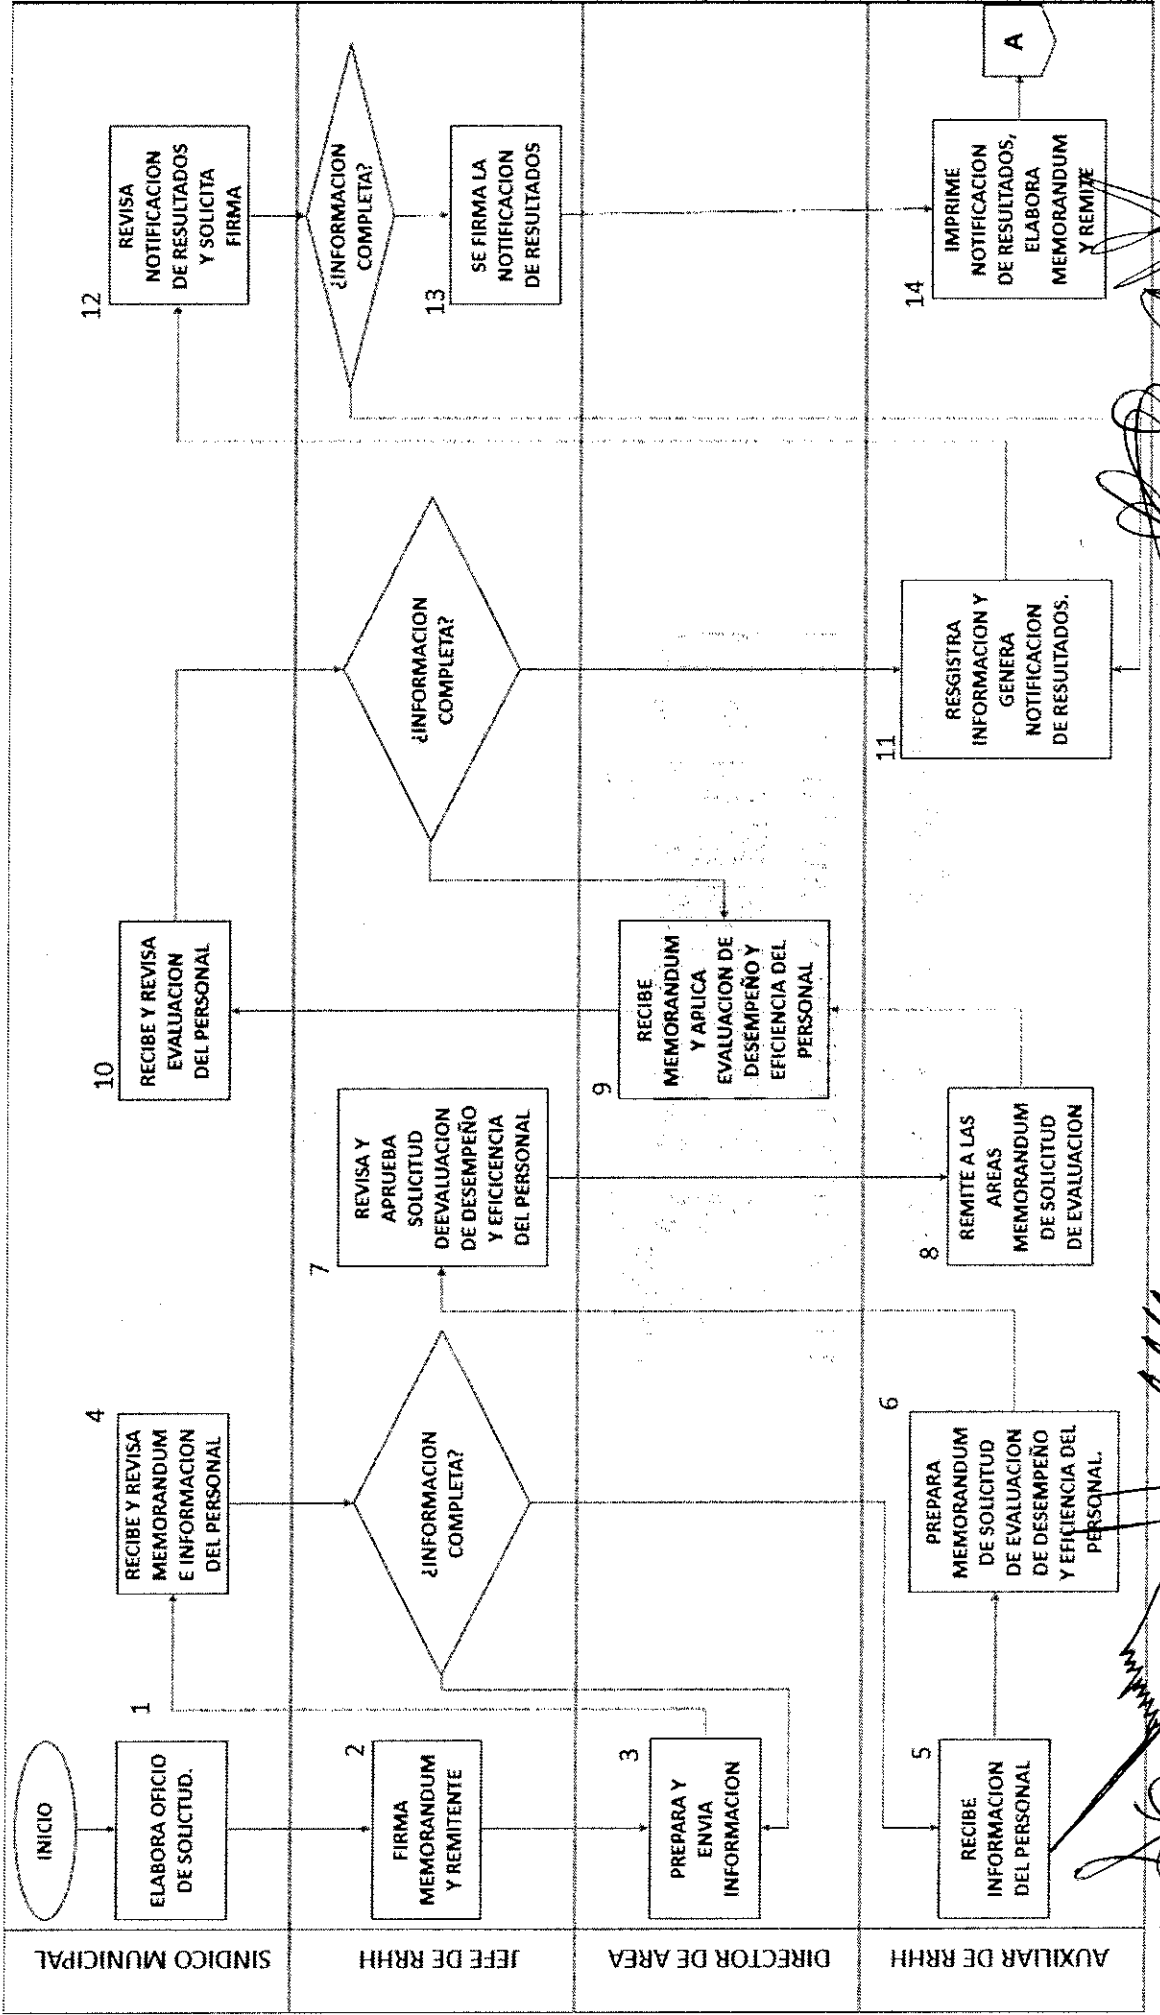 SINDICO MUNICIPAL
JEFE DE RRHH
DIRECTOR DE AREA
AUXILIAR DE RRHH
INICIO
1
ELABORA OFICIO
DE SOLICTUD.
2
FIRMA
MEMORANDUM
Y REMITENTE
3
PREPARA Y
ENVIA
INFORMACION
4
RECIBE Y REVISA
MEMORANDUM
E INFORMACION
DEL PERSONAL
¿INFORMACION
COMPLETA?
5
RECIBE
INFORMACION
DEL PERSONAL
6
PREPARA
MEMORANDUM
DE SOLICITUD
DE EVALUACION
DE DESEMPEÑO
Y EFICIENCIA DEL
PERSONAL.
7
REVISA Y
APRUEBA
SOLICITUD
DEEVALUACION
DE DESEMPEÑO
Y EFICICENCIA
DEL PERSONAL
8
REMITE A LAS
AREAS
MEMORANDUM
DE SOLICITUD
DE EVALUACION
9
RECIBE
MEMORANDUM
Y APLICA
EVALUACION DE
DESEMPEÑO Y
EFICIENCIA DEL
PERSONAL
10
RECIBE Y REVISA
EVALUACION
DEL PERSONAL
¿INFORMACION
COMPLETA?
11
RESGISTRA
INFORMACION Y
GENERA
NOTIFICACION
DE RESULTADOS.
12
REVISA
NOTIFICACION
DE RESULTADOS
Y SOLICITA
FIRMA
¿INFORMACION
COMPLETA?
13
SE FIRMA LA
NOTIFICACION
DE RESULTADOS
14
IMPRIME
NOTIFICACION
DE RESULTADOS,
ELABORA
MEMORANDUM
Y REMITE
A